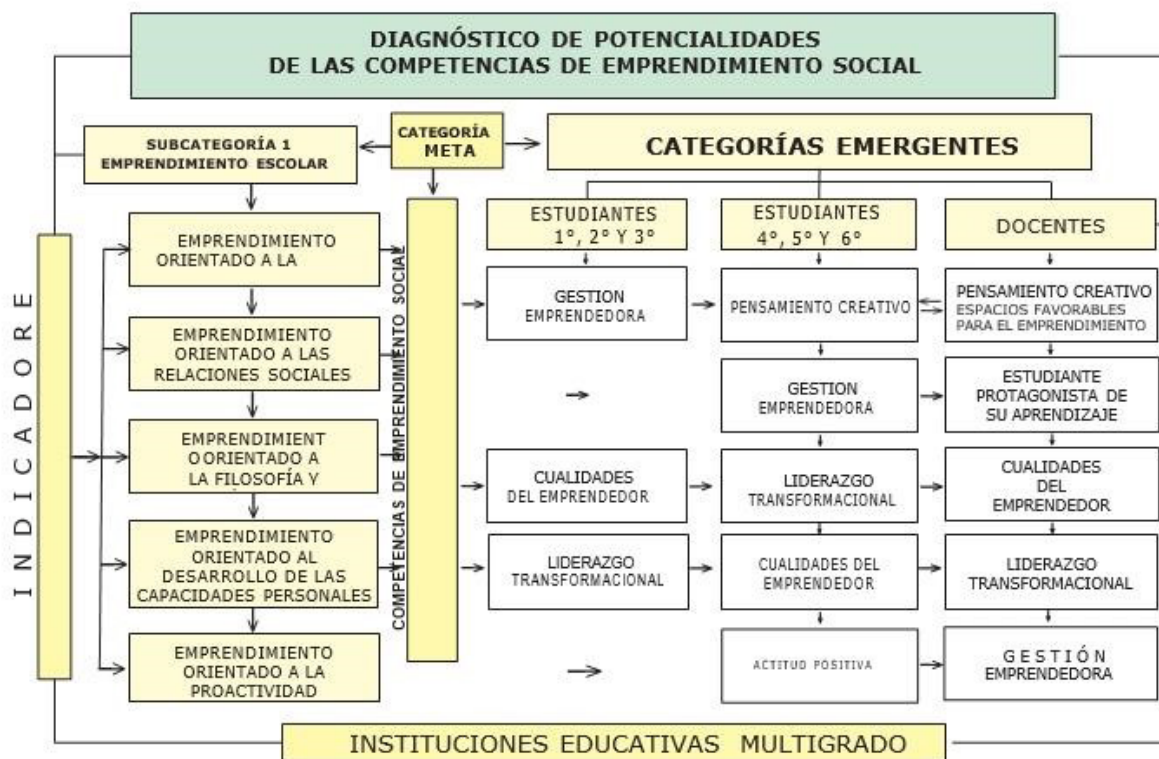 DIAGNÓSTICO DE POTENCIALIDADES
DE LAS COMPETENCIAS DE EMPRENDIMIENTO SOCIAL
SUBCATEGORÍA 1
EMPRENDIMIENTO ESCOLAR
CATEGORÍA
META
CATEGORÍAS EMERGENTES
INDICADORE
EMPRENDIMIENTO
ORIENTADO A LA
EMPRENDIMIENTO
ORIENTADO A LAS
RELACIONES SOCIALES
EMPRENDIMIENT
OORIENTADO A
LA FILOSOFÍA Y
EMPRENDIMIENTO
ORIENTADO AL
DESARROLLO DE LAS
CAPACIDADES PERSONALES
EMPRENDIMIENTO
ORIENTADO A LA
PROACTIVIDAD
COMPETENCIAS DE EMPRENDIMIENTO SOCIAL
ESTUDIANTES
1°, 2° Y 3°
GESTION
EMPRENDEDORA
CUALIDADES
DEL EMPRENDEDOR
LIDERAZGO
TRANSFORMACIONAL
ESTUDIANTES
4°, 5° Y 6°
PENSAMIENTO CREATIVO
GESTION
EMPRENDEDORA
LIDERAZGO
TRANSFORMACIONAL
CUALIDADES DEL
EMPRENDEDOR
ACTITUD POSITIVA
DOCENTES
PENSAMIENTO CREATIVO
ESPACIOS FAVORABLES
PARA EL EMPRENDIMIENTO
ESTUDIANTE
PROTAGONISTA DE
SU APRENDIZAJE
CUALIDADES
DEL
EMPRENDEDOR
LIDERAZGO
TRANSFORMACIONAL
GESTIÓN
EMPRENDEDORA
INSTITUCIONES EDUCATIVAS MULTIGRADO